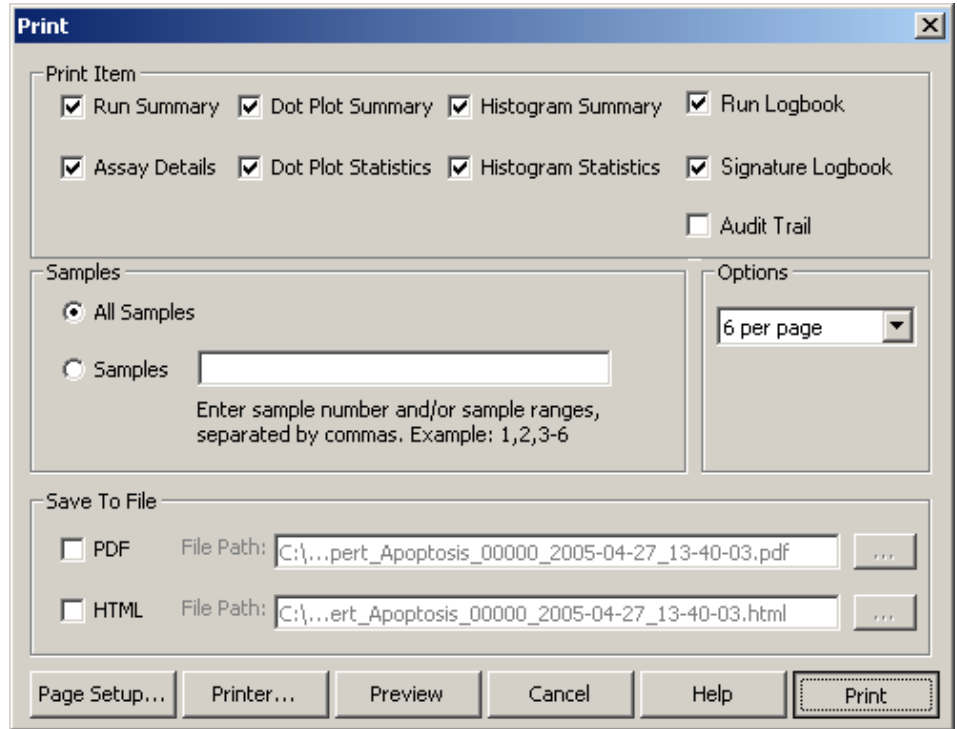 Print
Print Item
Run Summary Dot Plot Summary Histogram Summary Run Logbook
Assay Details Dot Plot Statistics Histogram Statistics Signature Logbook
Audit Trail
Samples
All Samples
Samples
Enter sample number and/or sample ranges,
separated by commas. Example: 1,2,3-6
Options
6 per page
Save To File
PDF File Path: C:\...pert_Apoptosis_00000_2005-04-27_13-40-03.pdf ...
HTML File Path: C:\...ert_Apoptosis_00000_2005-04-27_13-40-03.html ...
Page Setup... Printer... Preview Cancel Help Print